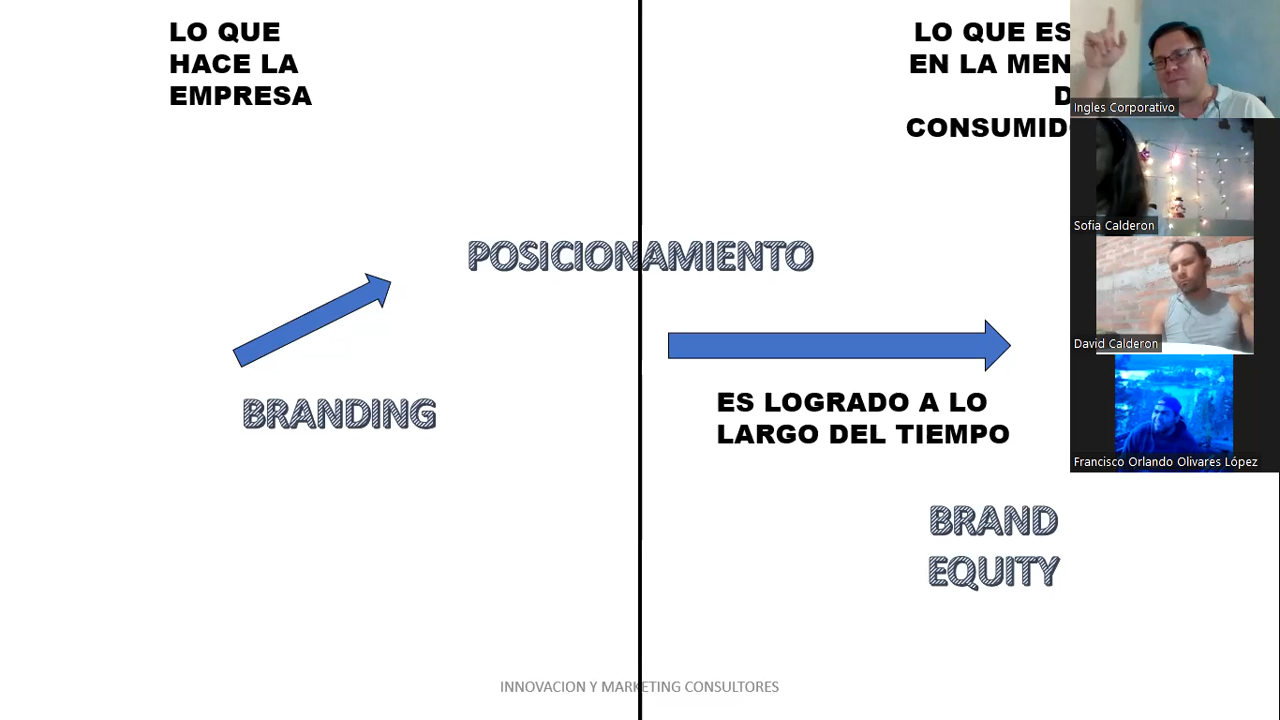 LO QUE
HACE LA
EMPRESA
LO QUE ES
EN LA MEN
D
CONSUMID
POSICIONAMIENTO
BRANDING
ES LOGRADO A LO
LARGO DEL TIEMPO
BRAND
EQUITY
INNOVACION Y MARKETING CONSULTORES
Ingles Corporativo
Sofia Calderon
David Calderon
Francisco Orlando Olivares López